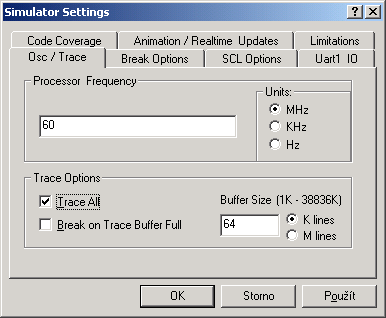 Simulator Settings
Code Coverage Animation / Realtime Updates Limitations
Osc / Trace Break Options SCL Options Uart1 IO
Processor Frequency
Units:
60
MHz
KHz
Hz
Trace Options
Trace All
Buffer Size (1K - 38836K)
Break on Trace Buffer Full
64
K lines
M lines
OK Storno Použít